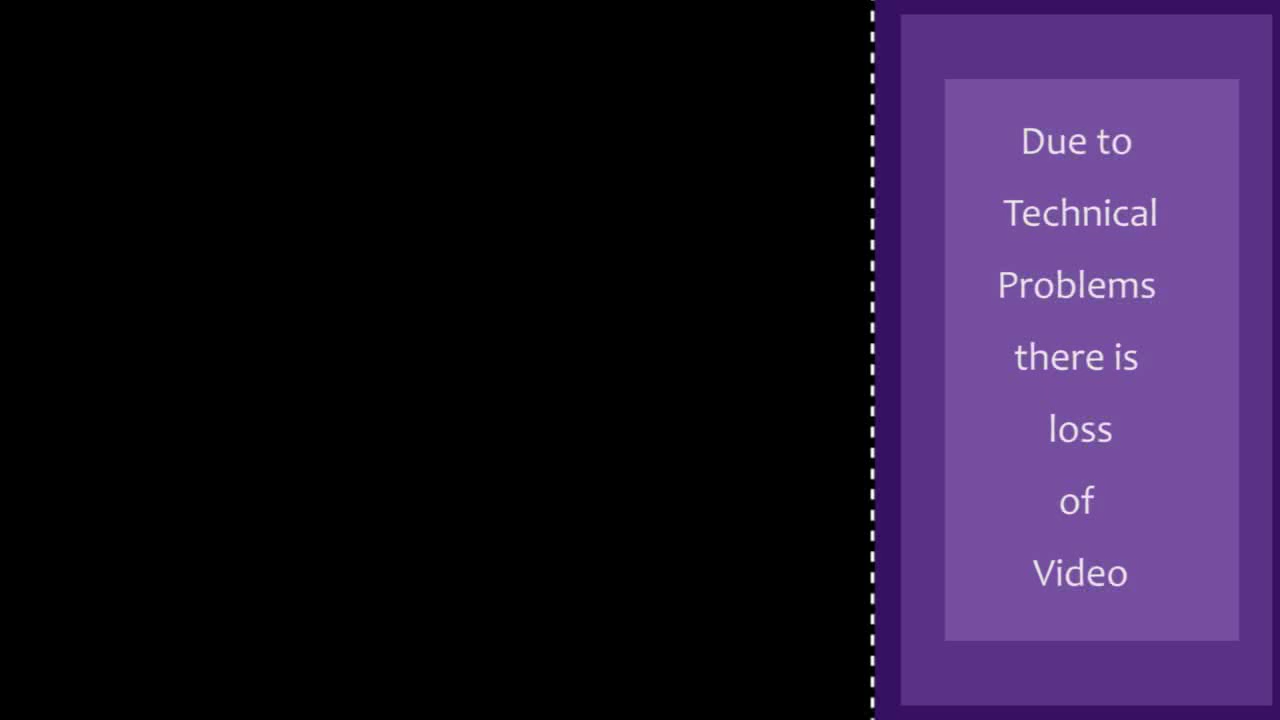 Due to
Technical
Problems
there is
loss
of
Video